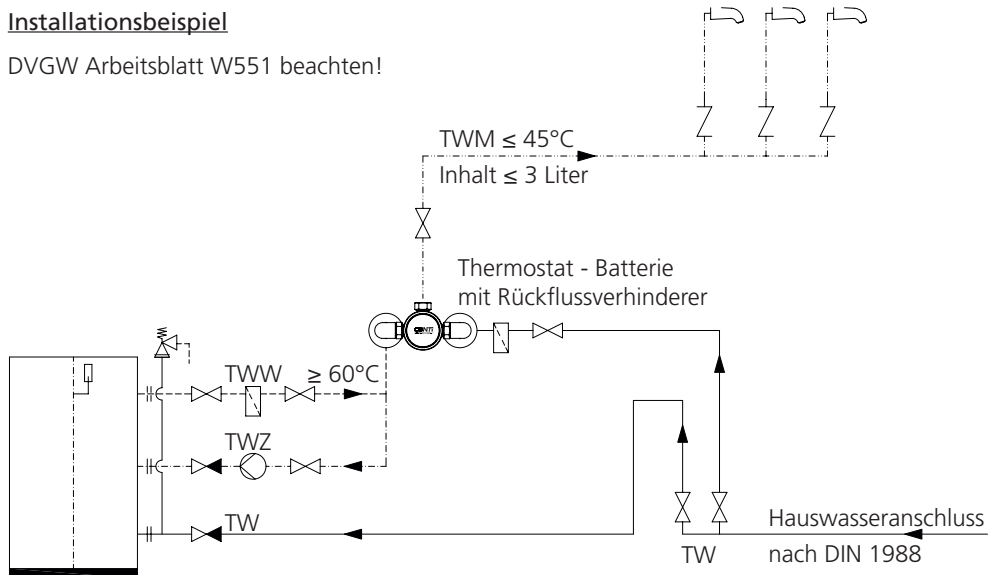 Installationsbeispiel
DVGW Arbeitsblatt W551 beachten!
TWM ≤ 45°C
Inhalt ≤ 3 Liter
Thermostat - Batterie
mit Rückflussverhinderer
TWW ≥ 60°C
TWZ
TW
Hauswasseranschluss
TW
nach DIN 1988